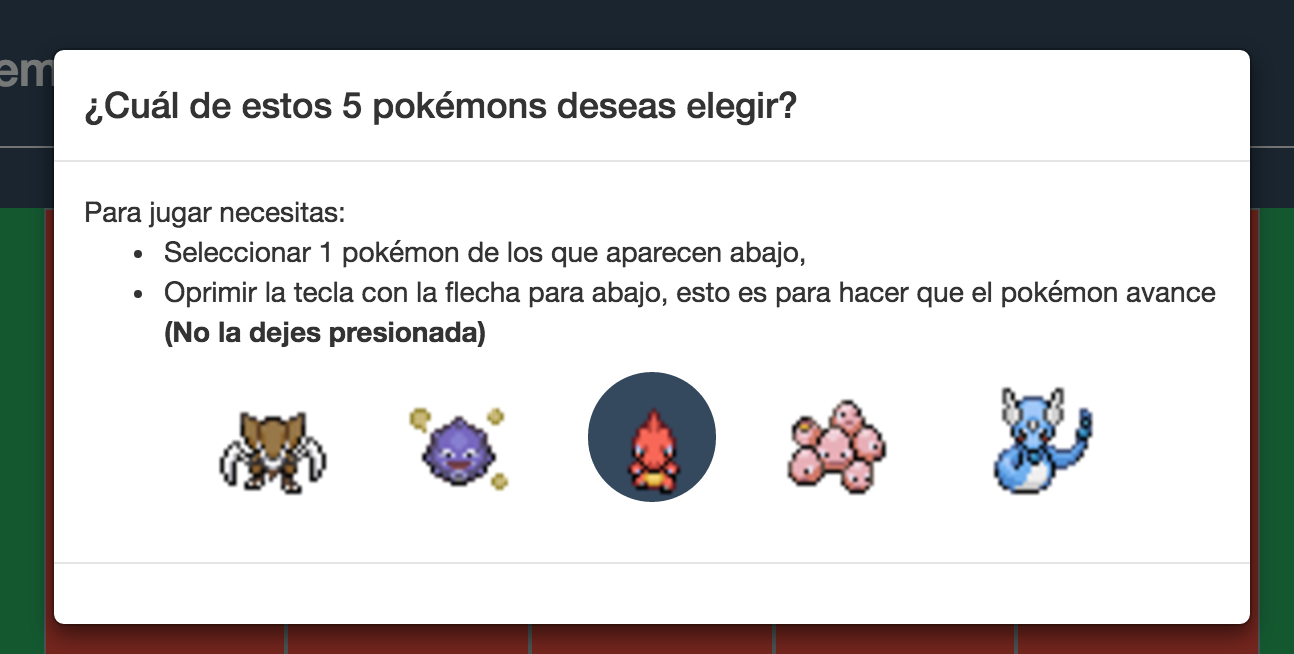 em
¿Cuál de estos 5 pokémons deseas elegir?
Para jugar necesitas:
• Seleccionar 1 pokémon de los que aparecen abajo,
• Oprimir la tecla con la flecha para abajo, esto es para hacer que el pokémon avance
(No la dejes presionada)